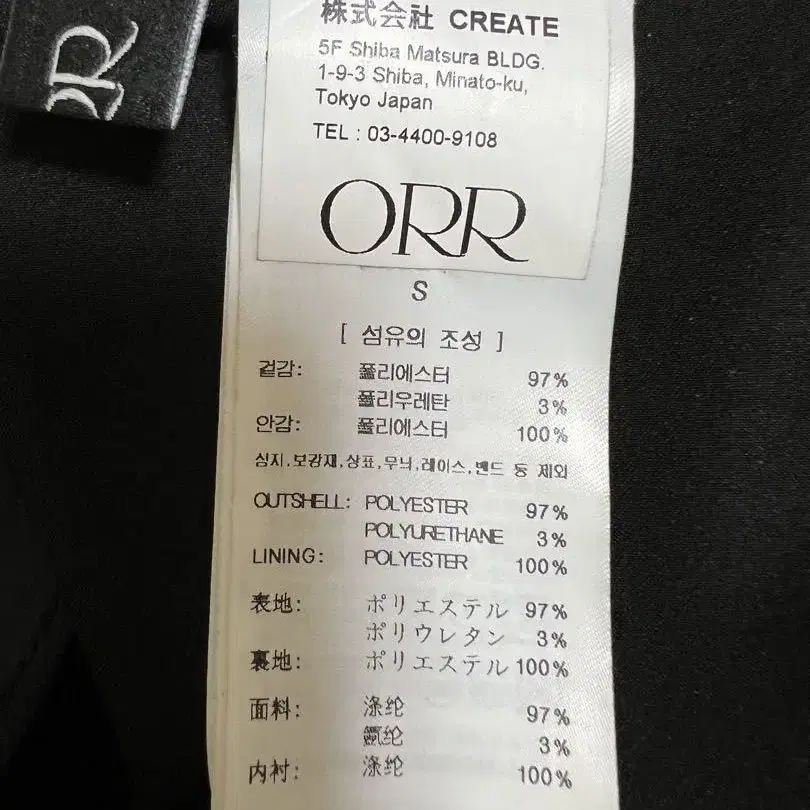 株式会社 CREATE
5F Shiba Matsura BLDG.
1-9-3 Shiba, Minato-ku,
Tokyo Japan
TEL : 03-4400-9108
ORR
S
[ 섬유의 조성 ]
겉감: 폴리에스터 97%
폴리우레탄 3%
안감: 폴리에스터 100%
심지,보강재,상표,무늬,레이스,밴드 등 제외
OUTSHELL: POLYESTER 97%
POLYURETHANE 3%
LINING: POLYESTER 100%
表地: ポリエステル 97%
ポリウレタン 3%
裏地: ポリエステル 100%
面料: 涤纶 97%
氨纶 3%
内衬: 涤纶 100%